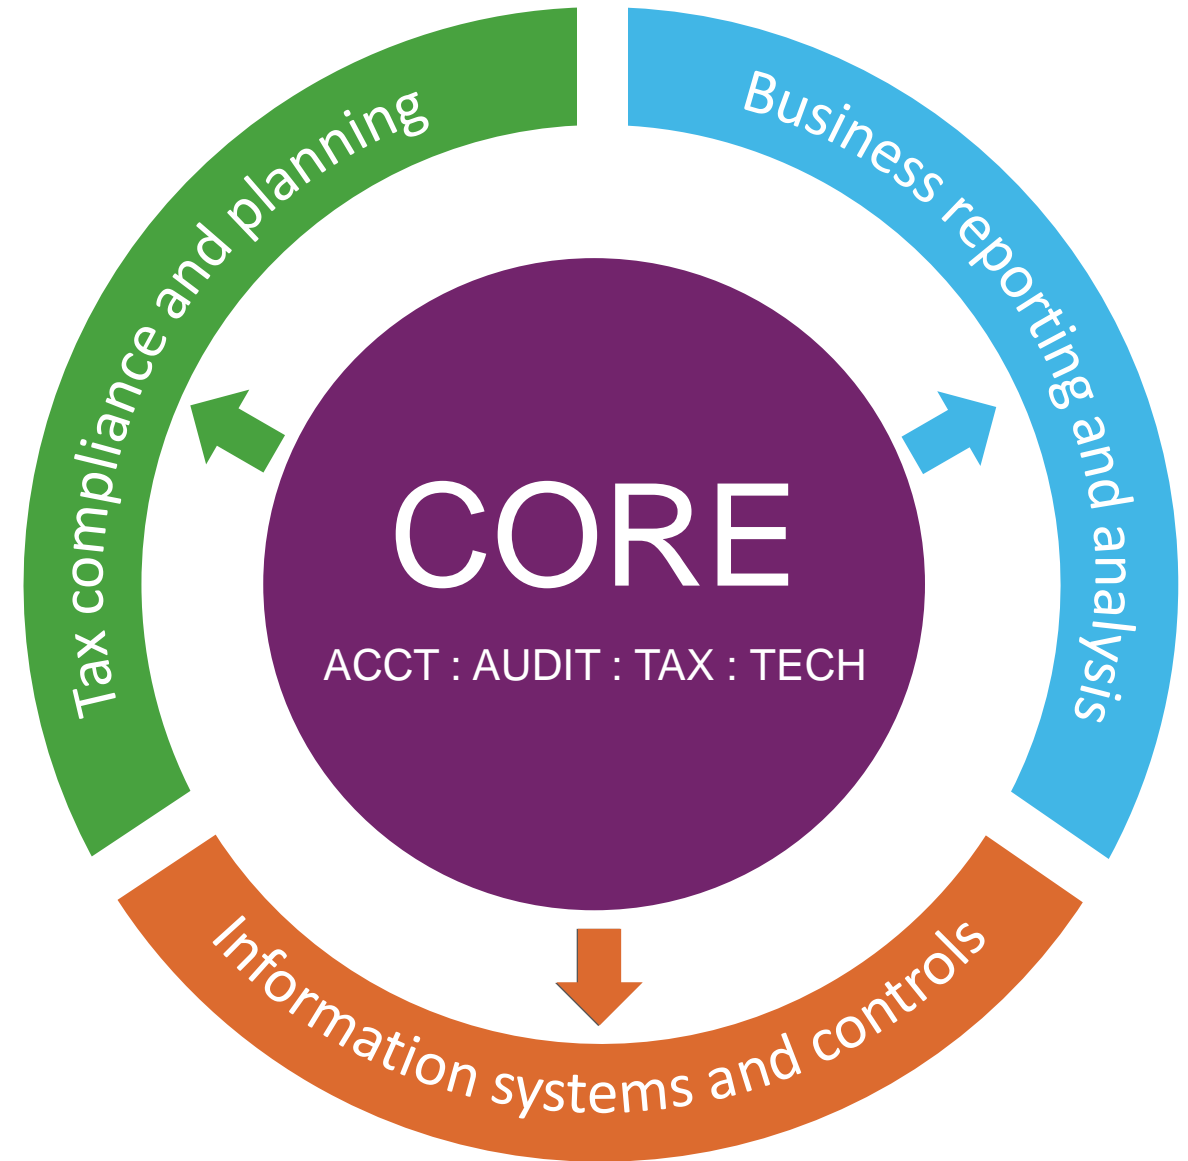 Tax compliance and planning
Business reporting and analysis
CORE
ACCT : AUDIT : TAX : TECH
Information systems and controls